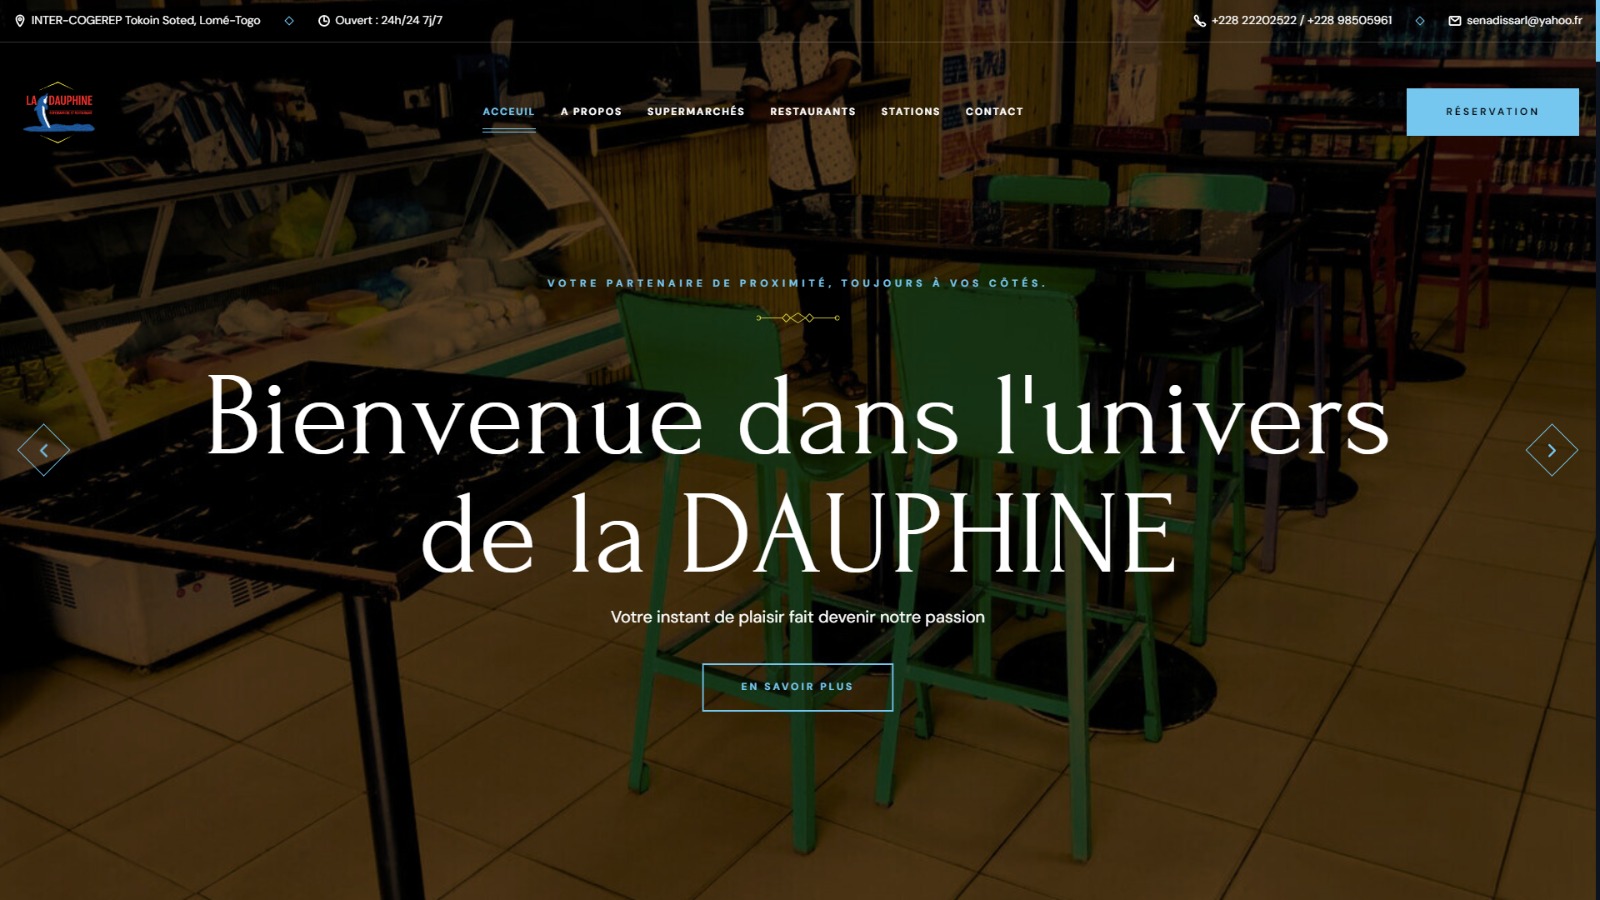 INTER-COGEREP Tokoin Soted, Lomé-Togo
Ouvert : 24h/24 7j/7
+228 22202522 / +228 98505961
senadissarl@yahoo.fr
LA DAUPHINE
ACCEUIL
A PROPOS
SUPERMARCHÉS
RESTAURANTS
STATIONS
CONTACT
RÉSERVATION
VOTRE PARTENAIRE DE PROXIMITÉ, TOUJOURS À VOS CÔTÉS.
Bienvenue dans l'univers
de la DAUPHINE
Votre instant de plaisir fait devenir notre passion
EN SAVOIR PLUS